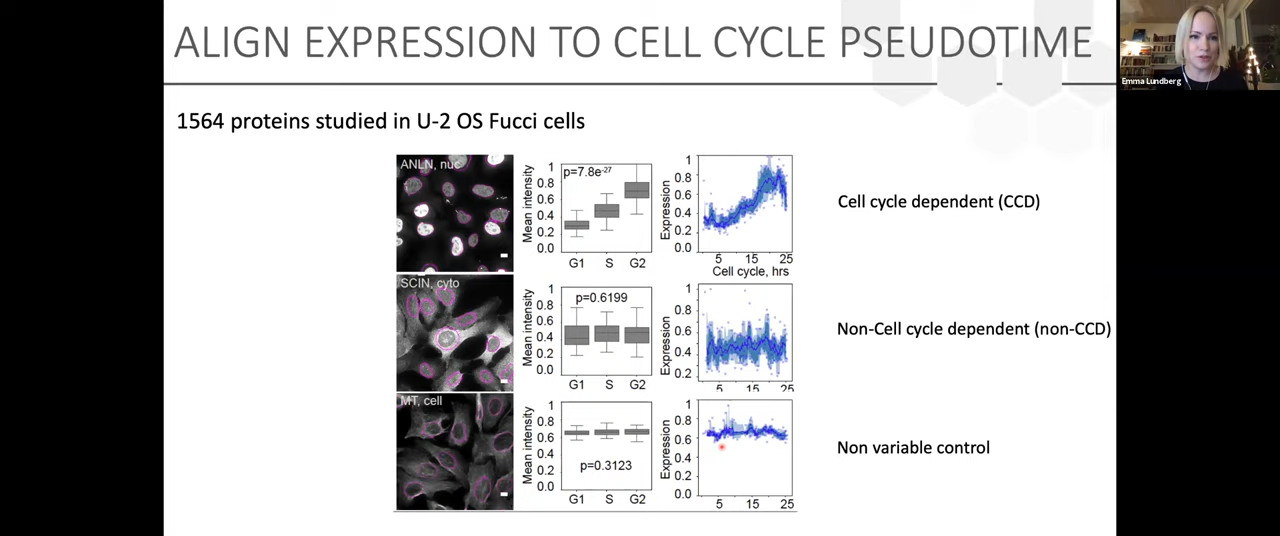 ALIGN EXPRESSION TO CELL CYCLE PSEUDOTIME
Emma Lundberg
1564 proteins studied in U-2 OS Fucci cells
ANLN, nuc
Mean intensity
1
0.8
0.6
0.4
0.2
0.0
p=7.8e-27
G1 S G2
Expression
1
0.8
0.6
0.4
0.2
0.0
5 15 25
Cell cycle, hrs
Cell cycle dependent (CCD)
SCIN, cyto
Mean intensity
1
0.8
0.6
0.4
0.2
0.0
p=0.6199
G1 S G2
Expression
1
0.8
0.6
0.4
0.2
5 15 25
Non-Cell cycle dependent (non-CCD)
MT, cell
Mean intensity
1
0.8
0.6
0.4
0.2
0.0
p=0.3123
G1 S G2
Expression
1
0.8
0.6
0.4
0.2
0.0
5 15 25
Non variable control